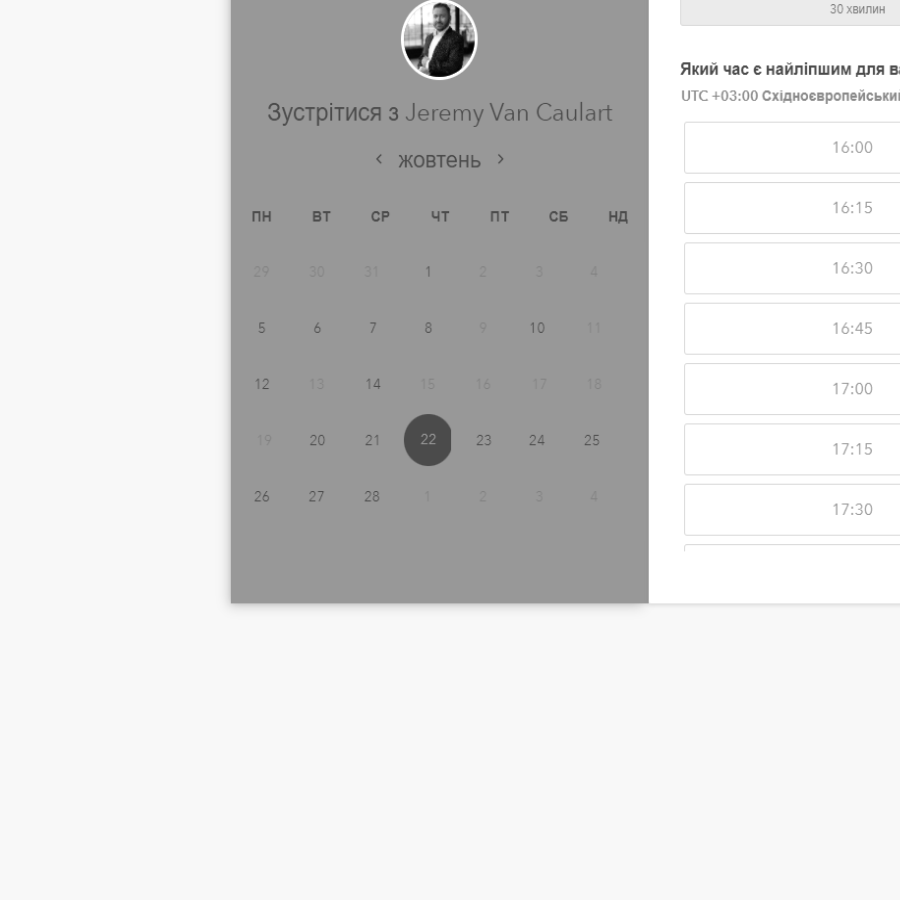 Зустрітися з Jeremy Van Caulart
‹ жовтень ›
ПН ВТ СР ЧТ ПТ СБ НД
29 30 31 1 2 3 4
5 6 7 8 9 10 11
12 13 14 15 16 17 18
19 20 21 22 23 24 25
26 27 28 1 2 3 4
30 хвилин
Який час є найліпшим для в
UTC +03:00 Східноєвропейськи
16:00
16:15
16:30
16:45
17:00
17:15
17:30